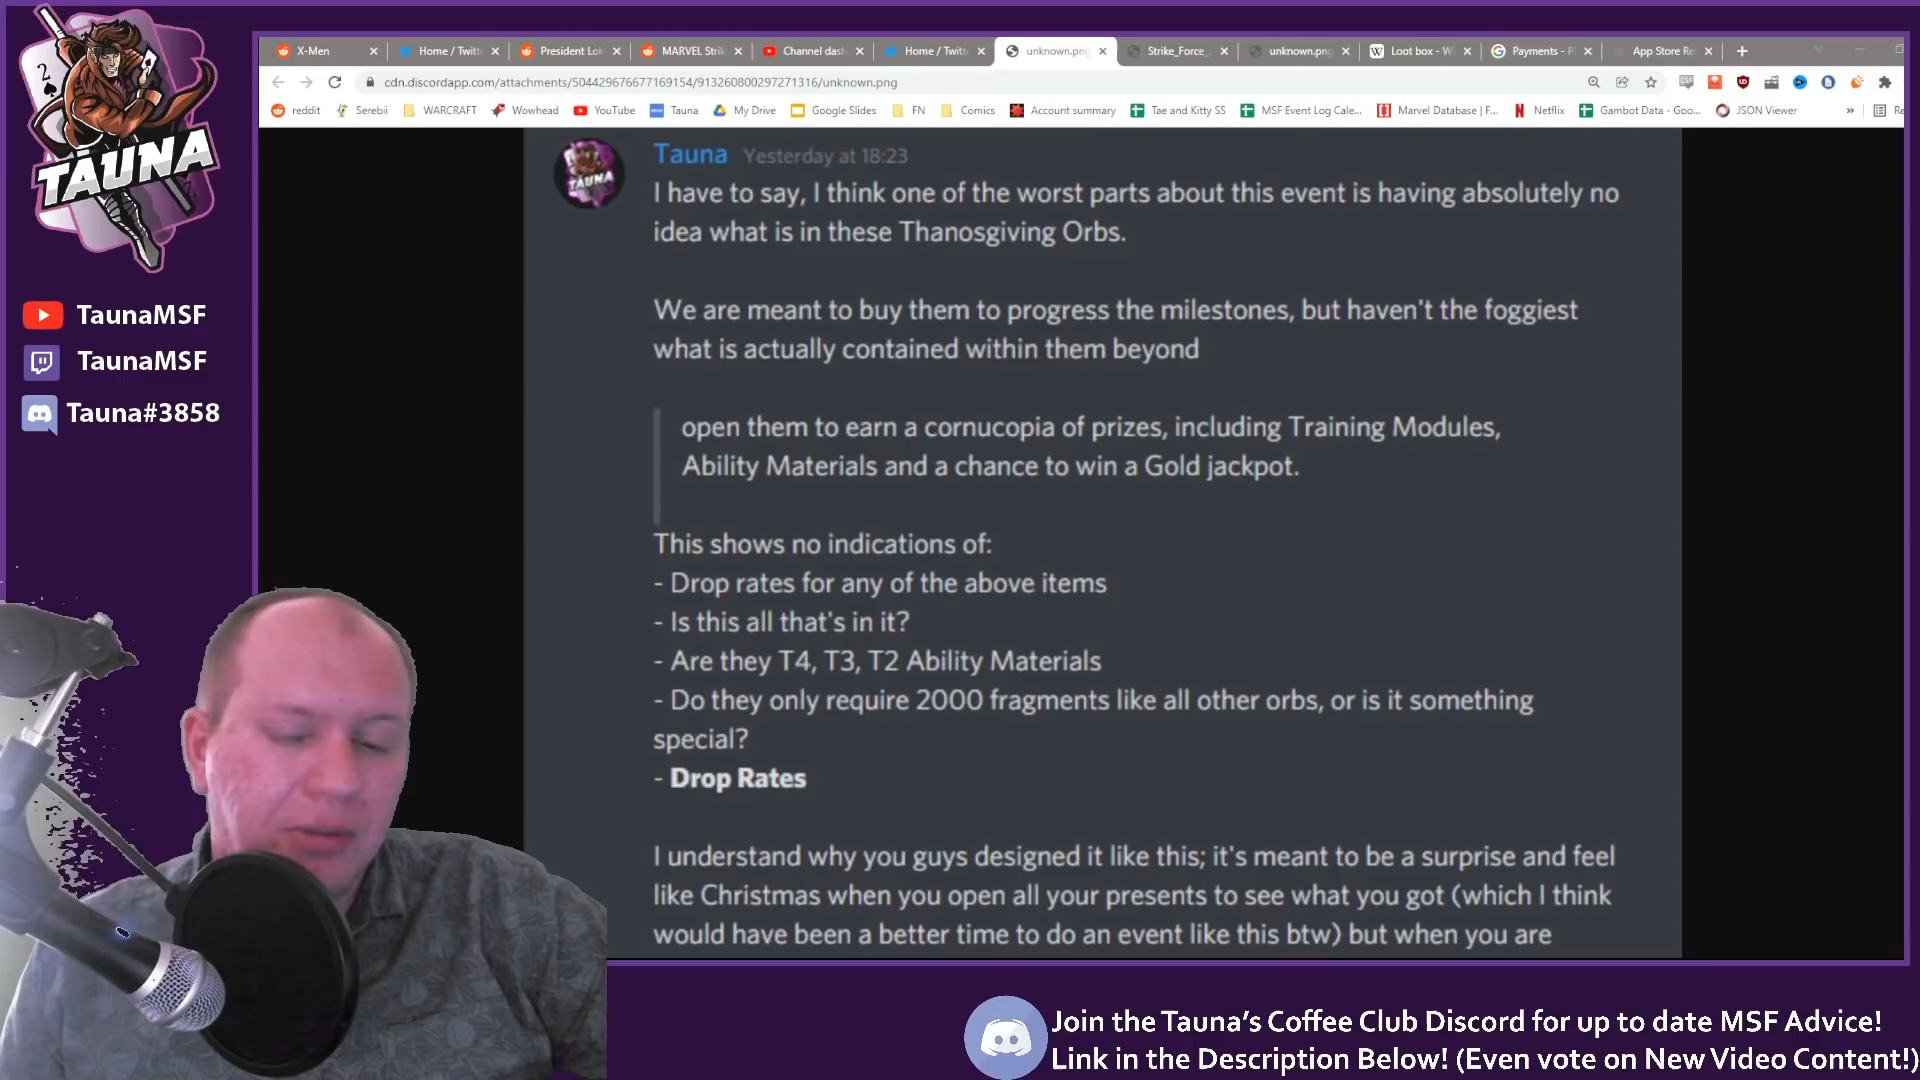 X-Men
Home / Twitt
President Lok
MARVEL Strik
Channel dash
Home / Twitt
unknown.png
Strike_Force_
unknown.png
Loot box - W
Payments - P
App Store Re
cdn.discordapp.com/attachments/504429676677169154/913260800297271316/unknown.png
reddit
Serebii
WARCRAFT
Wowhead
YouTube
Tauna
My Drive
Google Slides
FN
Comics
Account summary
Tae and Kitty SS
MSF Event Log Cale...
Marvel Database | F...
Netflix
Gambot Data - Goo...
JSON Viewer
»
Re
2
TAUNA
TaunaMSF
TaunaMSF
Tauna#3858
TAUNA
Tauna Yesterday at 18:23
I have to say, I think one of the worst parts about this event is having absolutely no
idea what is in these Thanosgiving Orbs.
We are meant to buy them to progress the milestones, but haven't the foggiest
what is actually contained within them beyond
open them to earn a cornucopia of prizes, including Training Modules,
Ability Materials and a chance to win a Gold jackpot.
This shows no indications of:
- Drop rates for any of the above items
- Is this all that's in it?
- Are they T4, T3, T2 Ability Materials
- Do they only require 2000 fragments like all other orbs, or is it something
special?
- Drop Rates
I understand why you guys designed it like this; it's meant to be a surprise and feel
like Christmas when you open all your presents to see what you got (which I think
would have been a better time to do an event like this btw) but when you are
Join the Tauna's Coffee Club Discord for up to date MSF Advice!
Link in the Description Below! (Even vote on New Video Content!)